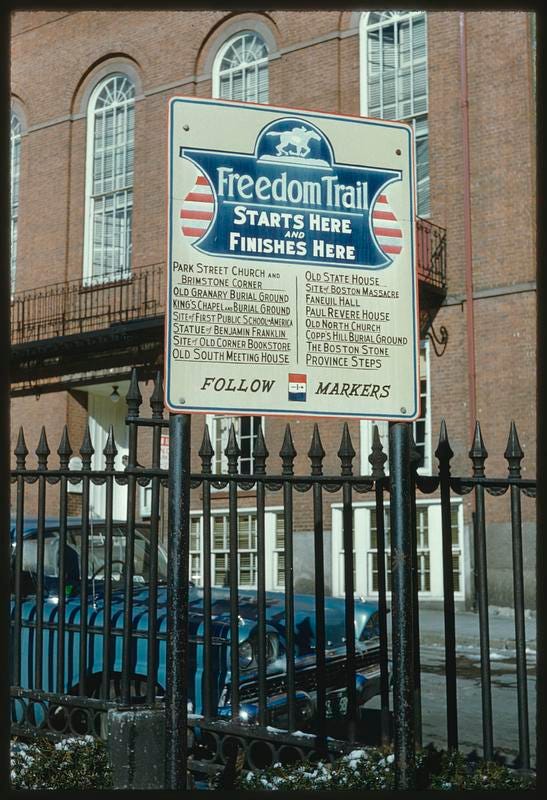 Freedom Trail
STARTS HERE
AND
FINISHES HERE
PARK STREET CHURCH AND
BRIMSTONE CORNER
OLD GRANARY BURIAL GROUND
KING'S CHAPEL AND BURIAL GROUND
SITE OF FIRST PUBLIC SCHOOL IN AMERICA
STATUE OF BENJAMIN FRANKLIN
SITE OF OLD CORNER BOOKSTORE
OLD SOUTH MEETING HOUSE
OLD STATE HOUSE
SITE OF BOSTON MASSACRE
FANEUIL HALL
PAUL REVERE HOUSE
OLD NORTH CHURCH
COPP'S HILL BURIAL GROUND
THE BOSTON STONE
PROVINCE STEPS
FOLLOW MARKERS